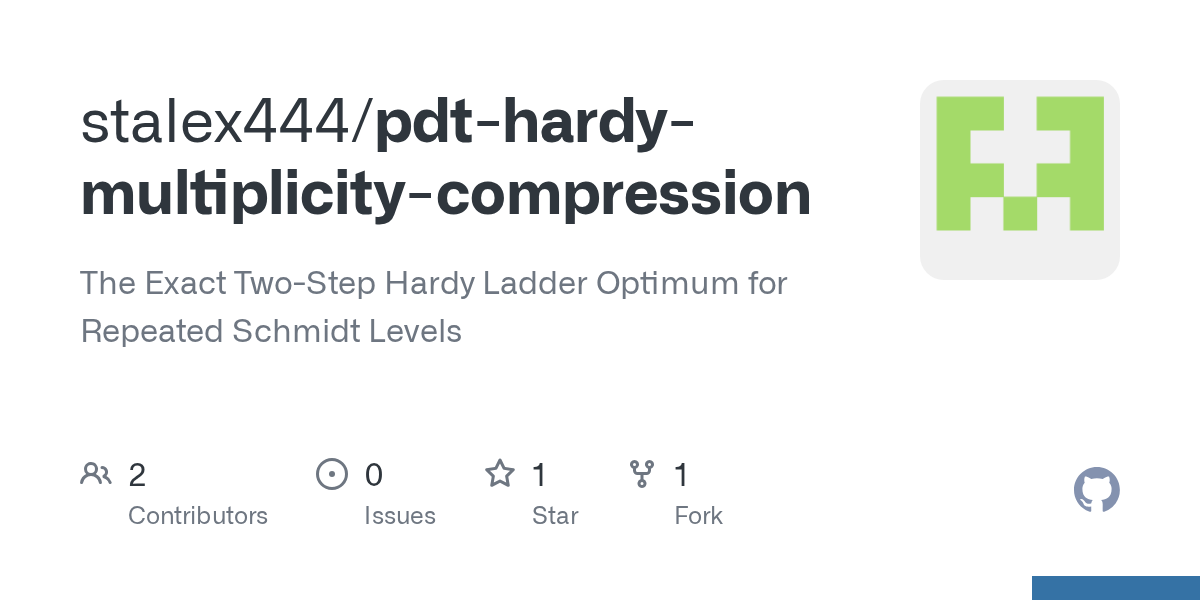 stalex444/pdt-hardy-
multiplicity-compression
The Exact Two-Step Hardy Ladder Optimum for
Repeated Schmidt Levels
2 0 1 1
Contributors Issues Star Fork